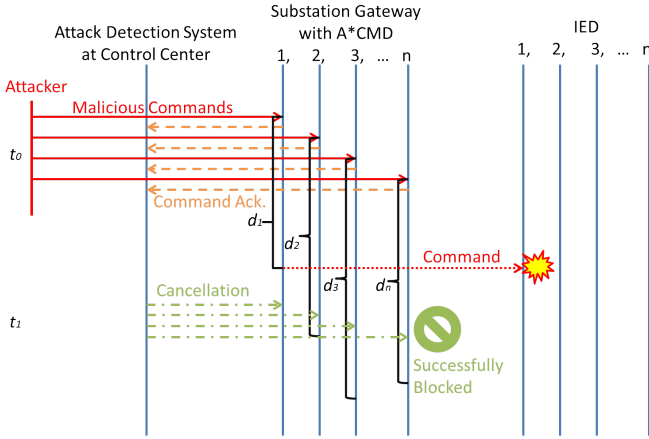 Substation Gateway
with A*CMD
Attack Detection System
at Control Center
IED
1, 2, 3, ... n
1, 2, 3, ... n
Attacker
Malicious Commands
t0
Command Ack.
d1
d2
Command
d3
dn
Cancellation
t1
Successfully
Blocked